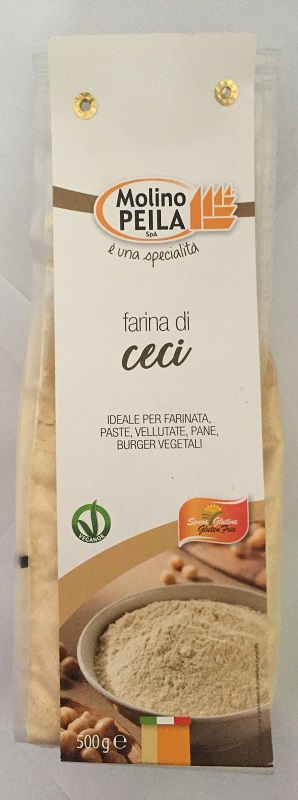 Molino
PEILA
SpA
è una specialità
farina di
ceci
IDEALE PER FARINATA,
PASTE, VELLUTATE, PANE,
BURGER VEGETALI
VEGANOK
Senza Glutine
Gluten Free
500g e